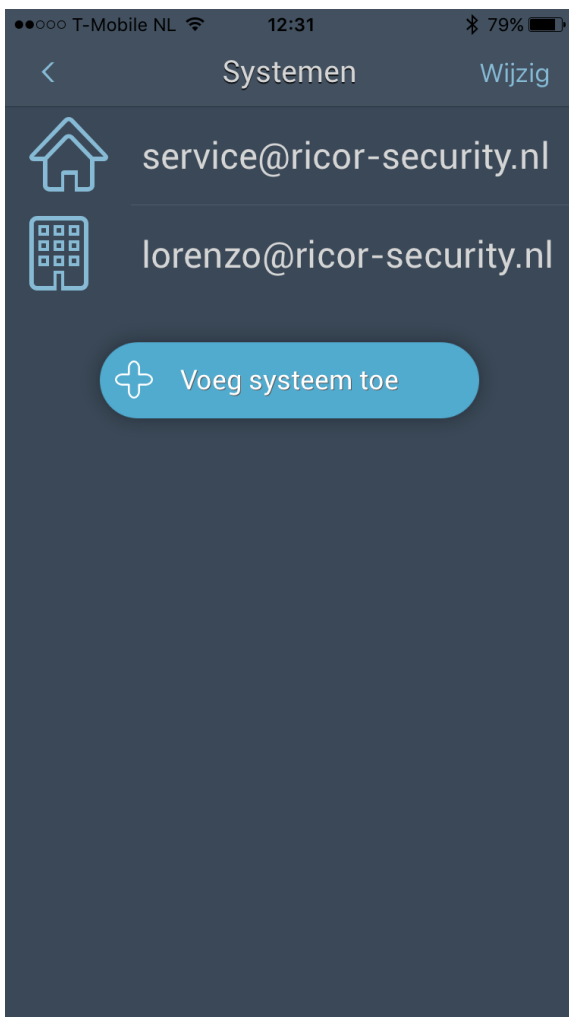 T-Mobile NL 12:31 79%
Systemen Wijzig
service@ricor-security.nl
lorenzo@ricor-security.nl
Voeg systeem toe